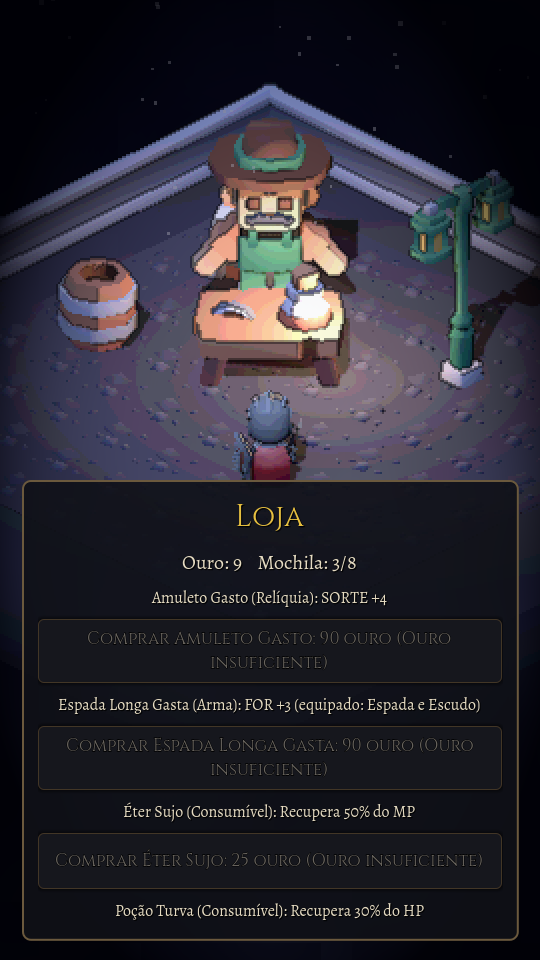 Loja
Ouro: 9 Mochila: 3/8
Amuleto Gasto (Relíquia): SORTE +4
Comprar Amuleto Gasto: 90 ouro (Ouro
insuficiente)
Espada Longa Gasta (Arma): FOR +3 (equipado: Espada e Escudo)
Comprar Espada Longa Gasta: 90 ouro (Ouro
insuficiente)
Éter Sujo (Consumível): Recupera 50% do MP
Comprar Éter Sujo: 25 ouro (Ouro insuficiente)
Poção Turva (Consumível): Recupera 30% do HP